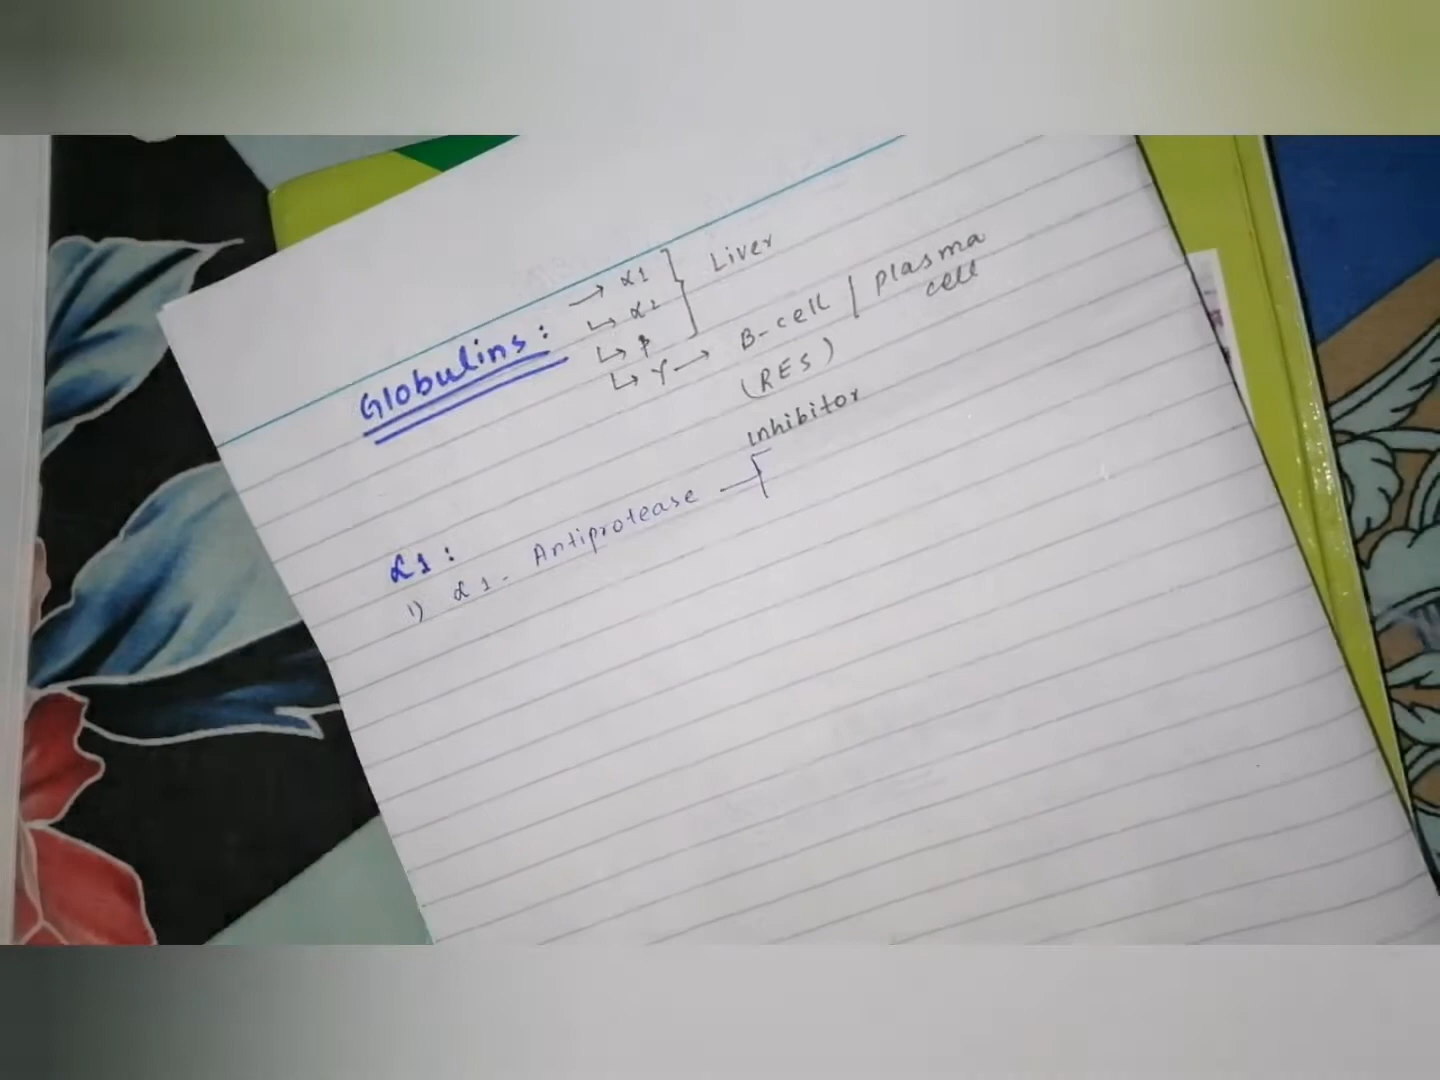 Globulins: → α1 } Liver
↳ α2
↳ β
↳ γ → B-cell / plasma cell
(RES)
inhibitor
α1:
1) α1- Antiprotease →